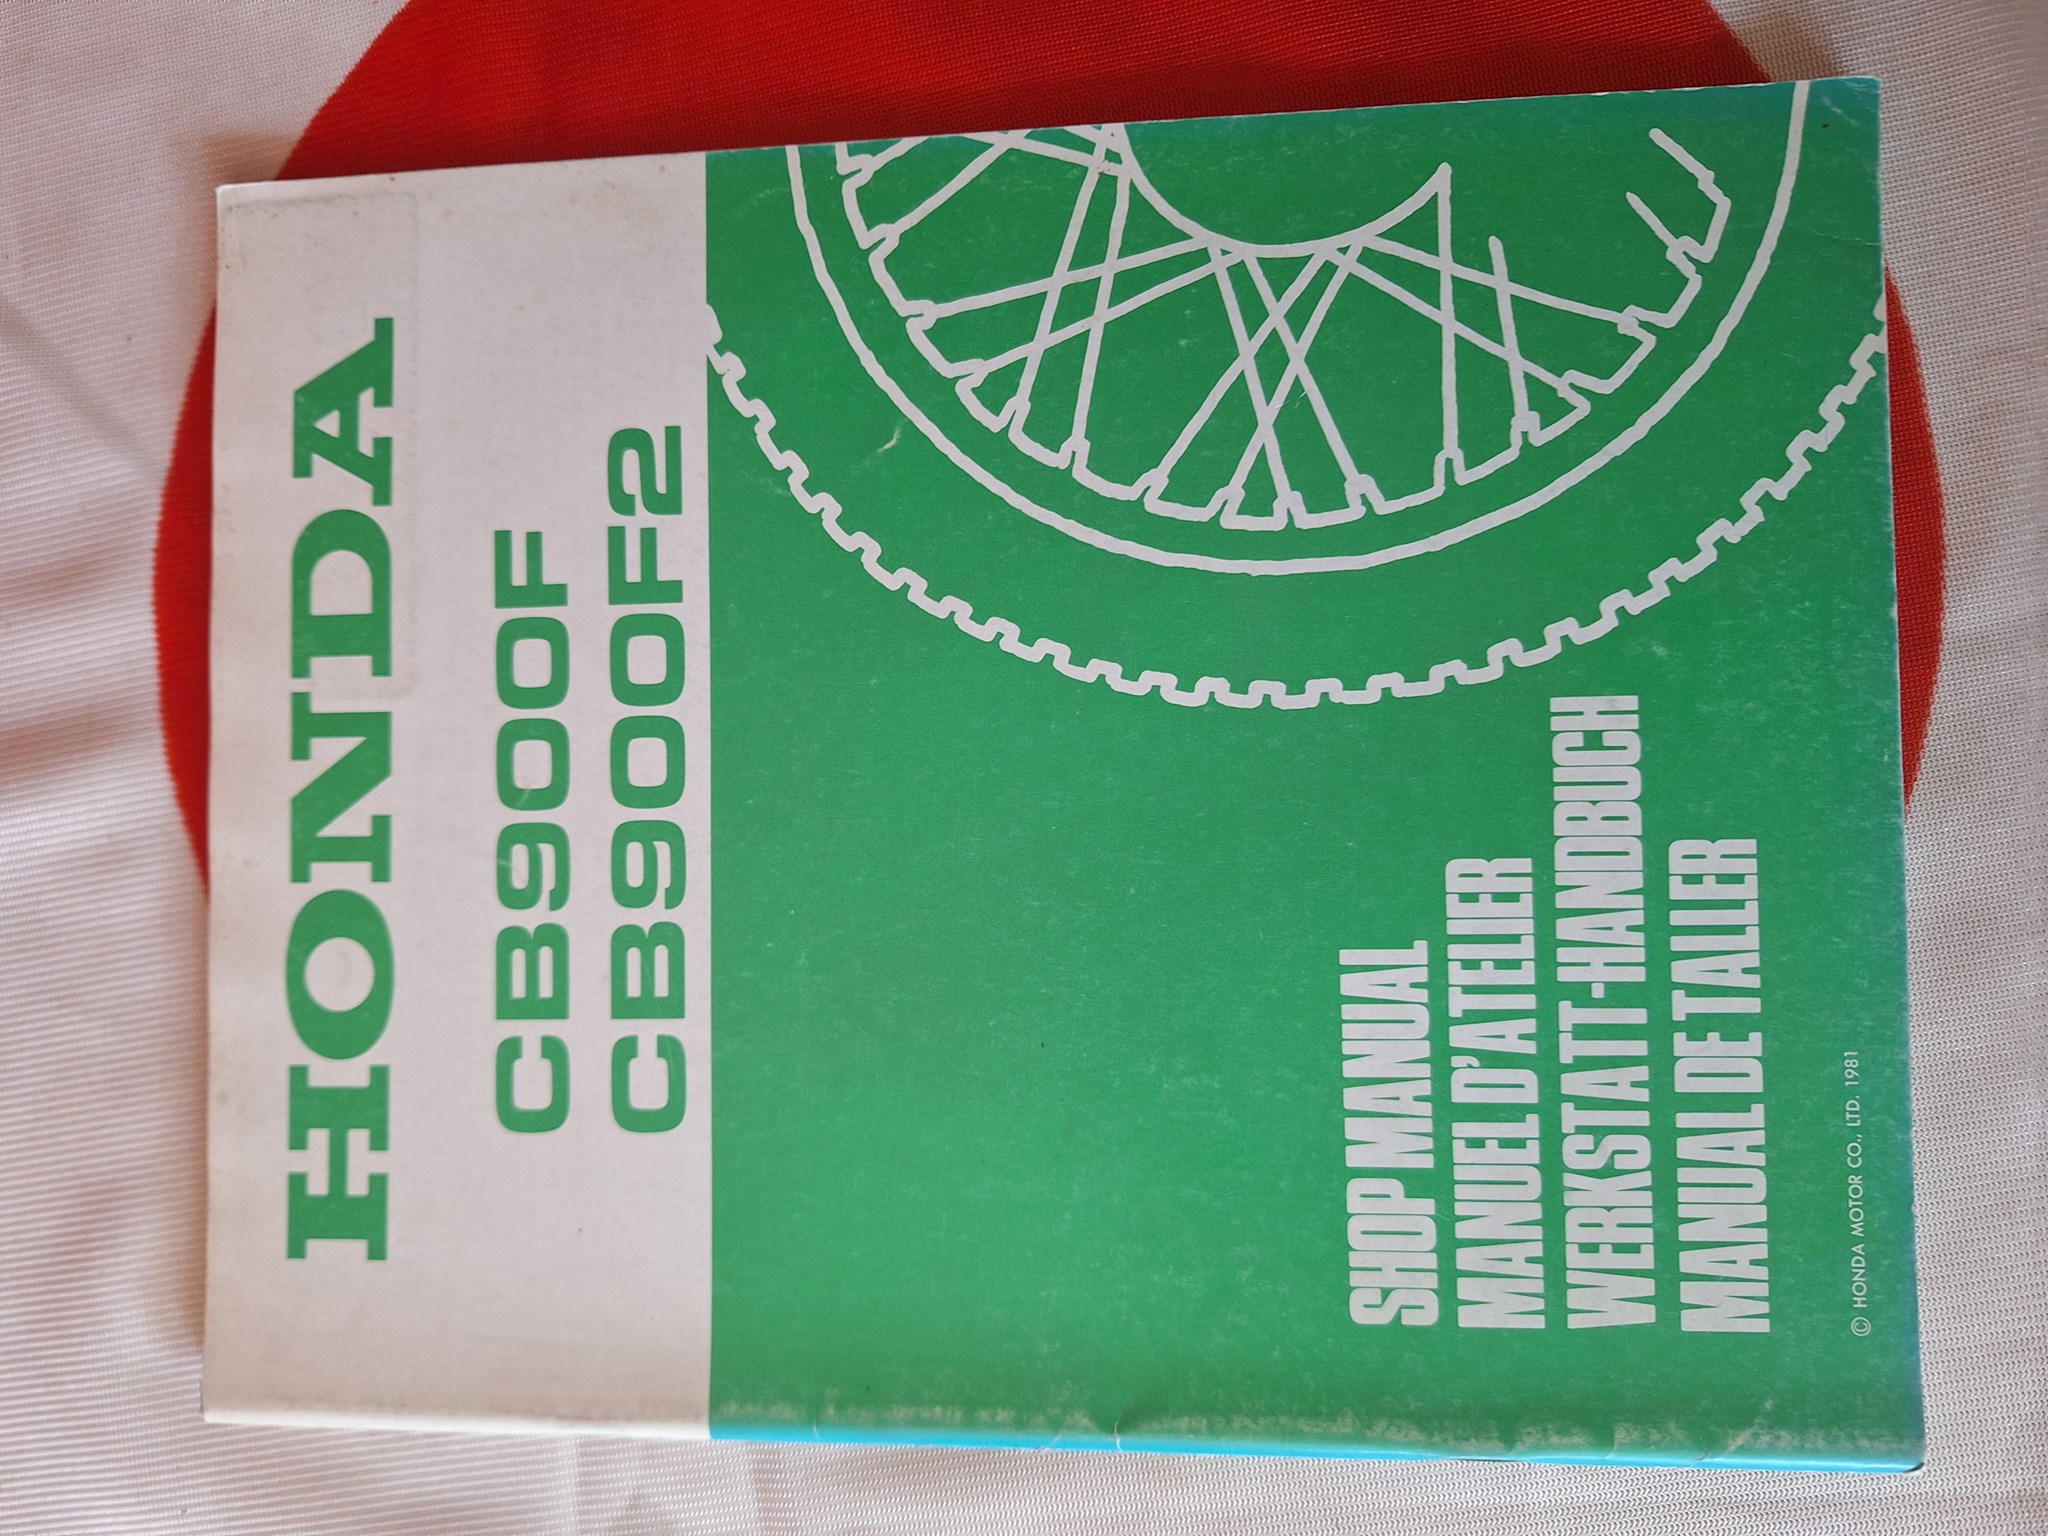 HONDA
CB900F
CB900F2
SHOP MANUAL
MANUEL D'ATELIER
WERKSTATT-HANDBUCH
MANUAL DE TALLER
© HONDA MOTOR CO., LTD. 1981